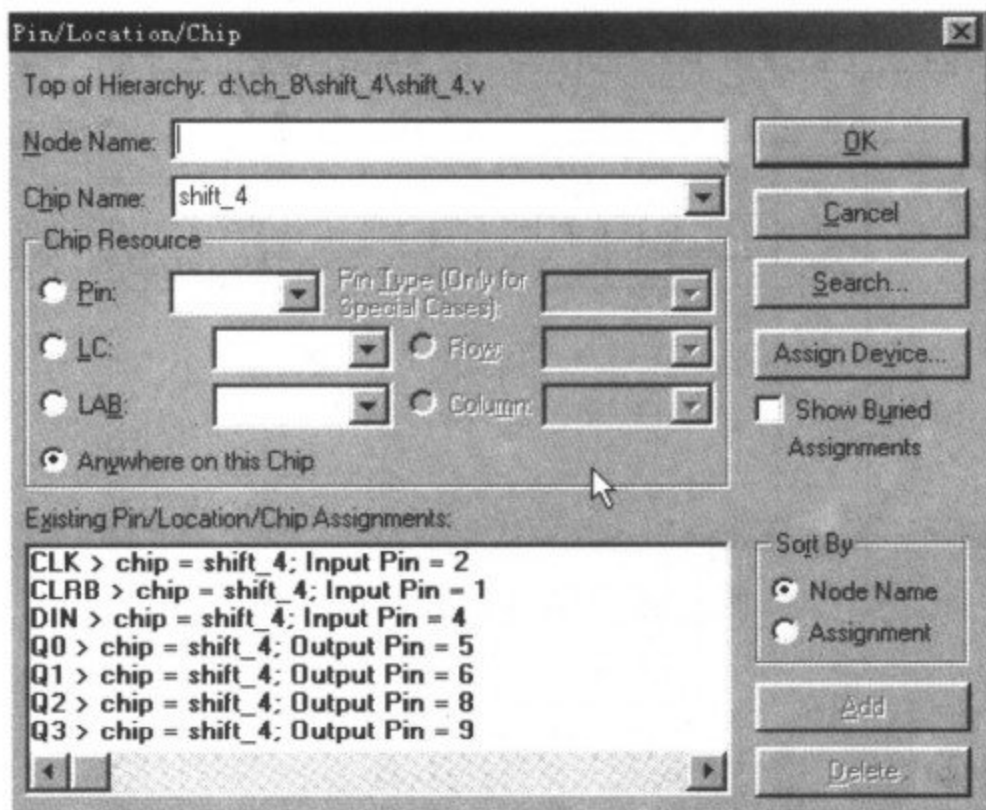 Pin/Location/Chip
Top of Hierarchy: d:\ch_8\shift_4\shift_4.v
Node Name:
OK
Chip Name: shift_4
Cancel
Chip Resource
Pin:
Pin Type (Only for
Special Cases):
Search...
LC:
Row:
Assign Device...
LAB:
Column:
Show Buried
Assignments
Anywhere on this Chip
Existing Pin/Location/Chip Assignments:
CLK > chip = shift_4; Input Pin = 2
CLRB > chip = shift_4; Input Pin = 1
DIN > chip = shift_4; Input Pin = 4
Q0 > chip = shift_4; Output Pin = 5
Q1 > chip = shift_4; Output Pin = 6
Q2 > chip = shift_4; Output Pin = 8
Q3 > chip = shift_4; Output Pin = 9
Sort By
Node Name
Assignment
Add
Delete